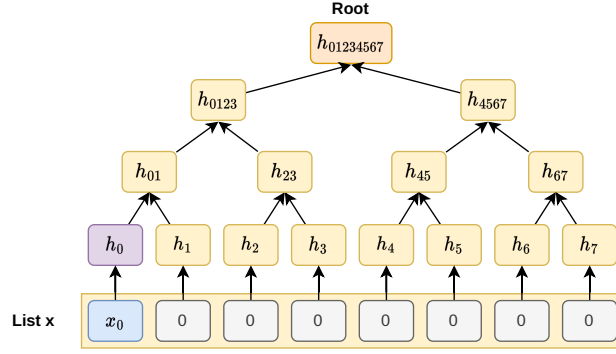 Root
h₀₁₂₃₄₅₆₇
h₀₁₂₃ h₄₅₆₇
h₀₁ h₂₃ h₄₅ h₆₇
h₀ h₁ h₂ h₃ h₄ h₅ h₆ h₇
List x x₀ 0 0 0 0 0 0 0